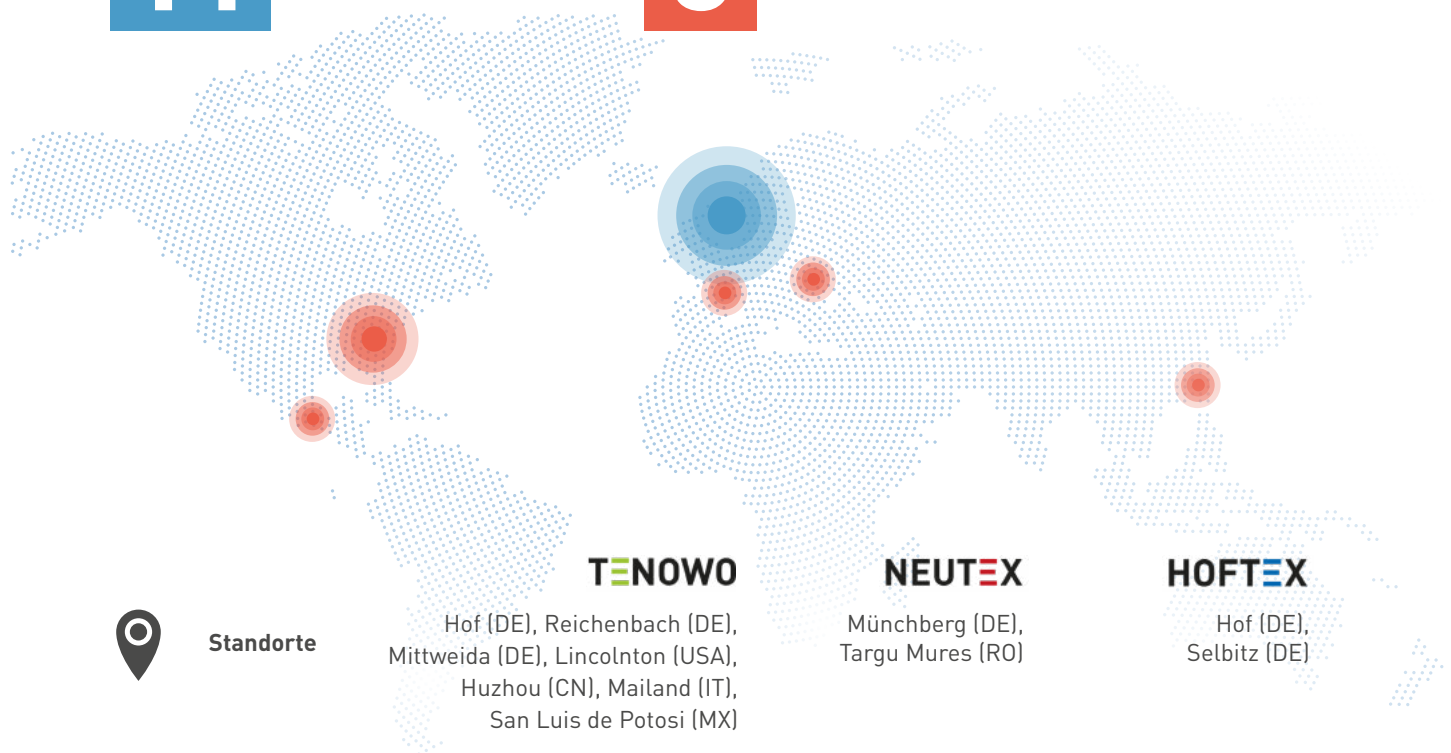 TENOWO
NEUTEX
HOFTEX
Standorte
Hof (DE), Reichenbach (DE),
Mittweida (DE), Lincolnton (USA),
Huzhou (CN), Mailand (IT),
San Luis de Potosi (MX)
Münchberg (DE),
Targu Mures (RO)
Hof (DE),
Selbitz (DE)